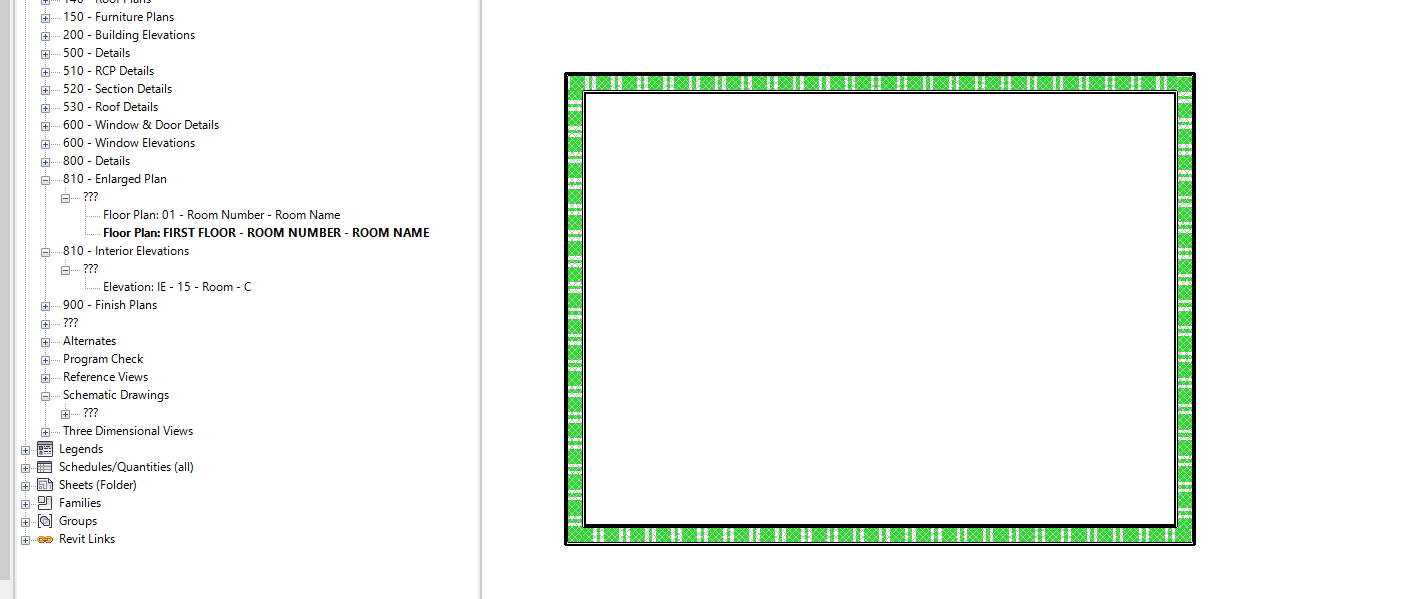 150 - Furniture Plans
200 - Building Elevations
500 - Details
510 - RCP Details
520 - Section Details
530 - Roof Details
600 - Window & Door Details
600 - Window Elevations
800 - Details
810 - Enlarged Plan
???
Floor Plan: 01 - Room Number - Room Name
Floor Plan: FIRST FLOOR - ROOM NUMBER - ROOM NAME
810 - Interior Elevations
???
Elevation: IE - 15 - Room - C
900 - Finish Plans
???
Alternates
Program Check
Reference Views
Schematic Drawings
???
Three Dimensional Views
Legends
Schedules/Quantities (all)
Sheets (Folder)
Families
Groups
Revit Links